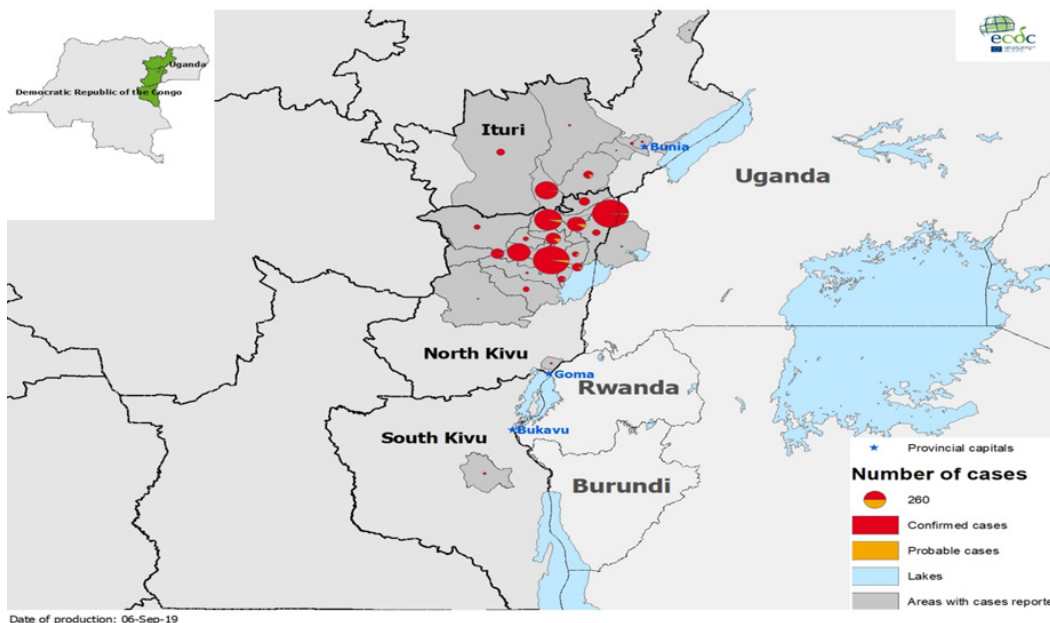 Uganda
Democratic Republic of the Congo
ecdc
Ituri
Bunia
Uganda
North Kivu
Goma
Rwanda
South Kivu
Bukavu
Burundi
Provincial capitals
Number of cases
260
Confirmed cases
Probable cases
Lakes
Areas with cases reporte
Date of production: 06-Sep-19